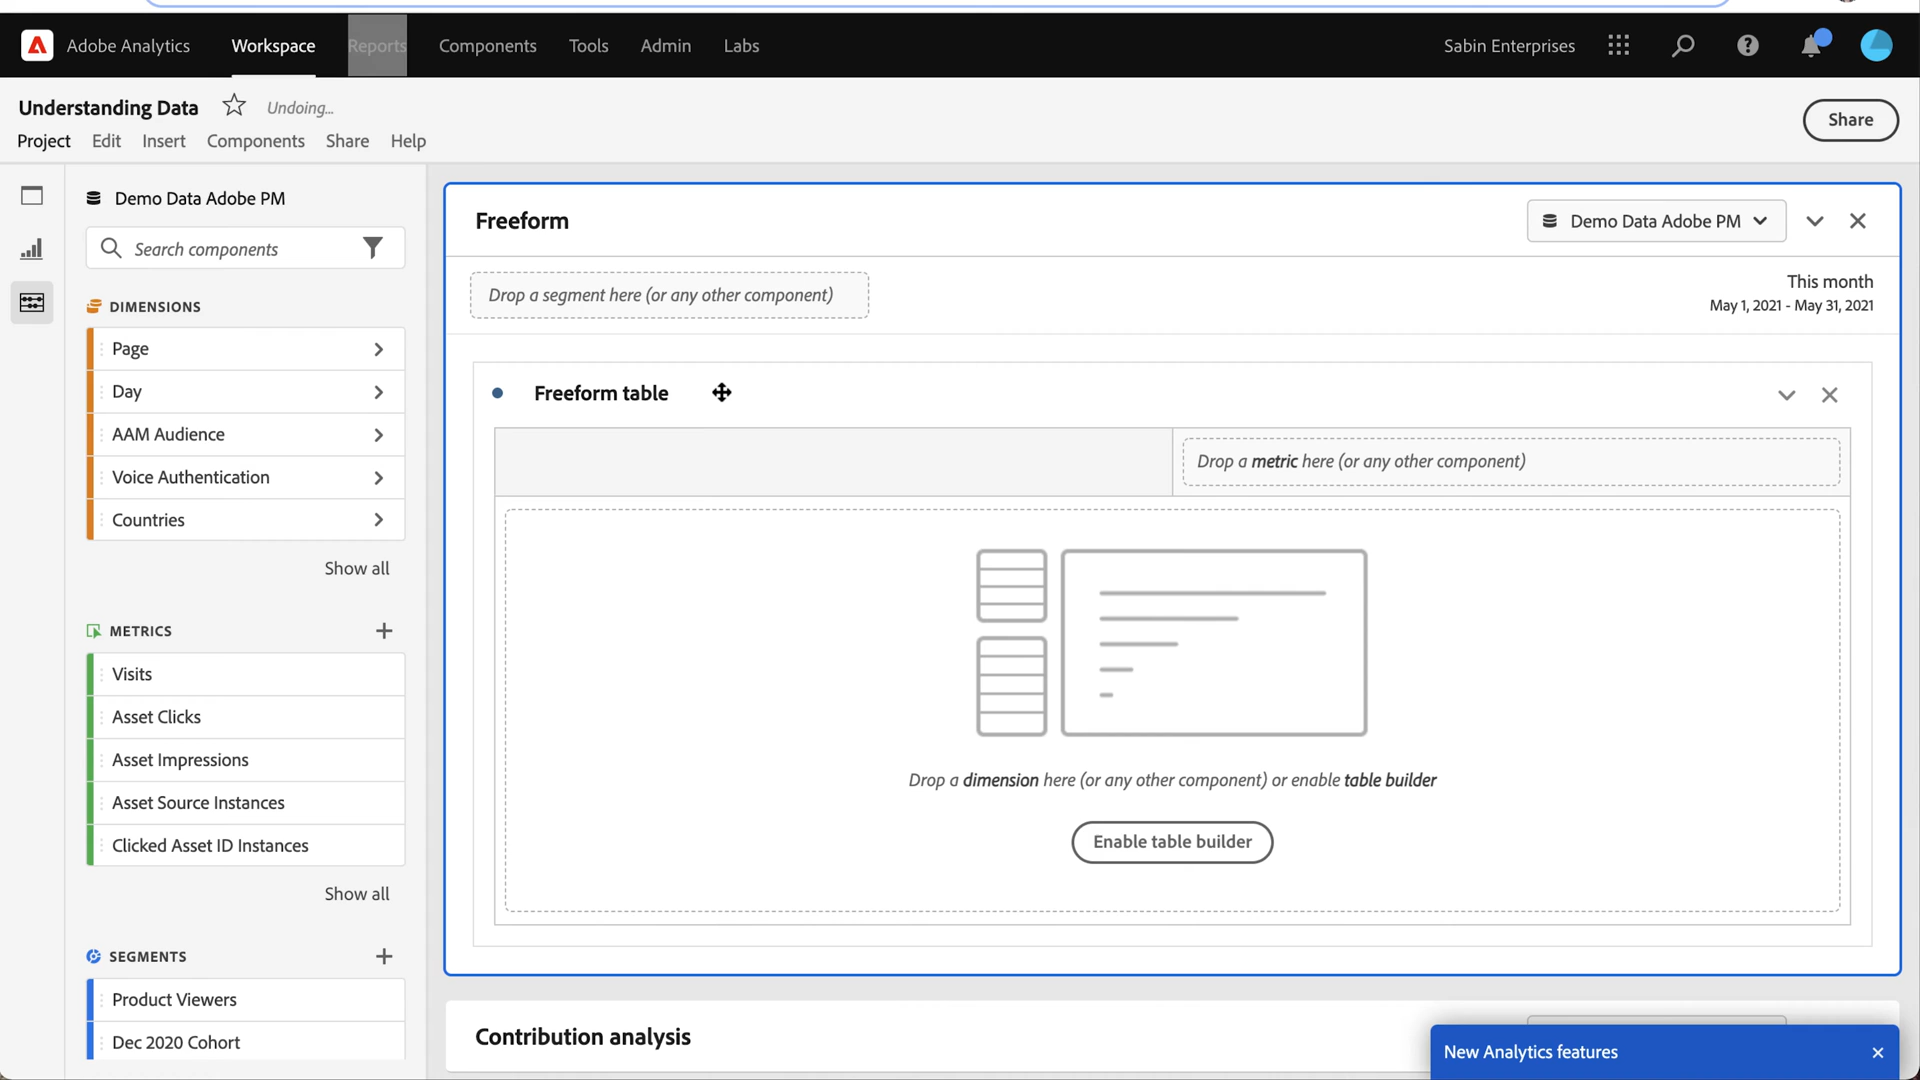 Adobe Analytics
Workspace
Reports
Components
Tools
Admin
Labs
Sabin Enterprises
Understanding Data
Undoing...
Share
Project
Edit
Insert
Components
Share
Help
Demo Data Adobe PM
Search components
DIMENSIONS
Page
Day
AAM Audience
Voice Authentication
Countries
Show all
METRICS
Visits
Asset Clicks
Asset Impressions
Asset Source Instances
Clicked Asset ID Instances
Show all
SEGMENTS
Product Viewers
Dec 2020 Cohort
Freeform
Demo Data Adobe PM
Drop a segment here (or any other component)
This month
May 1, 2021 - May 31, 2021
Freeform table
Drop a metric here (or any other component)
Drop a dimension here (or any other component) or enable table builder
Enable table builder
Contribution analysis
New Analytics features